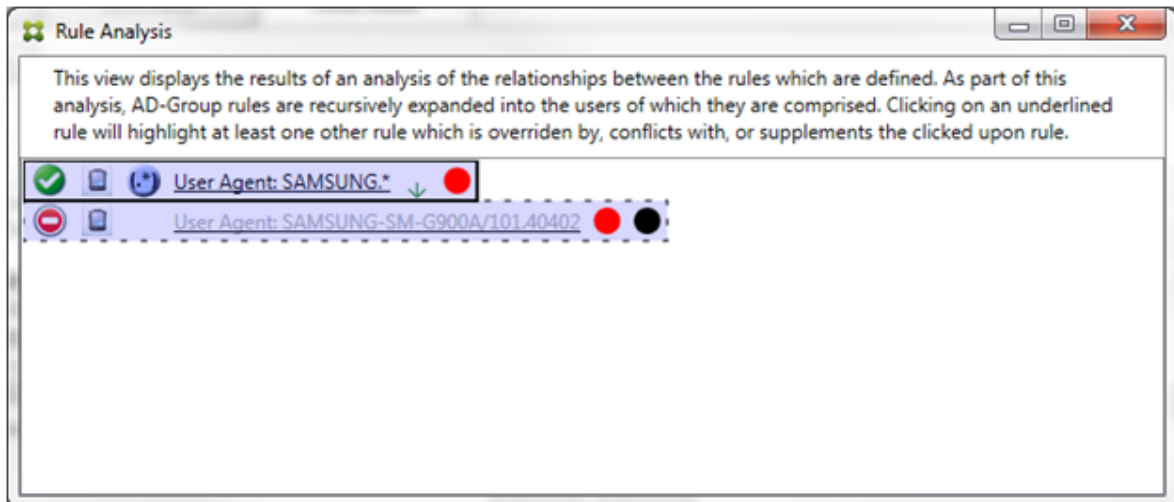 Rule Analysis
This view displays the results of an analysis of the relationships between the rules which are defined. As part of this
analysis, AD-Group rules are recursively expanded into the users of which they are comprised. Clicking on an underlined
rule will highlight at least one other rule which is overriden by, conflicts with, or supplements the clicked upon rule.
(.*) User Agent: SAMSUNG.*
User Agent: SAMSUNG-SM-G900A/101.40402